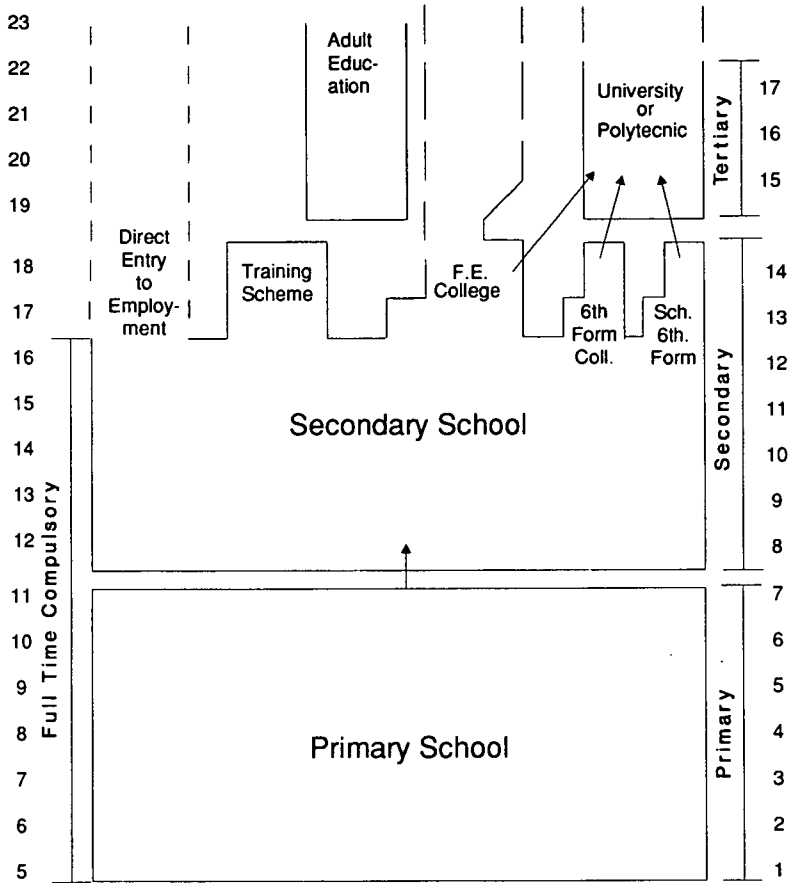 23
Adult
Educ-
ation
22
17
University
or
Polytecnic
21
16
20
15
Tertiary
19
Direct
Entry
to
Employ-
ment
18
Training
Scheme
F.E.
College
14
17
6th
Form
Coll.
Sch.
6th.
Form
13
16
12
15
11
Secondary School
Secondary
14
10
13
9
12
8
Full Time Compulsory
11
7
10
6
9
5
8
4
Primary School
Primary
7
3
6
2
5
1